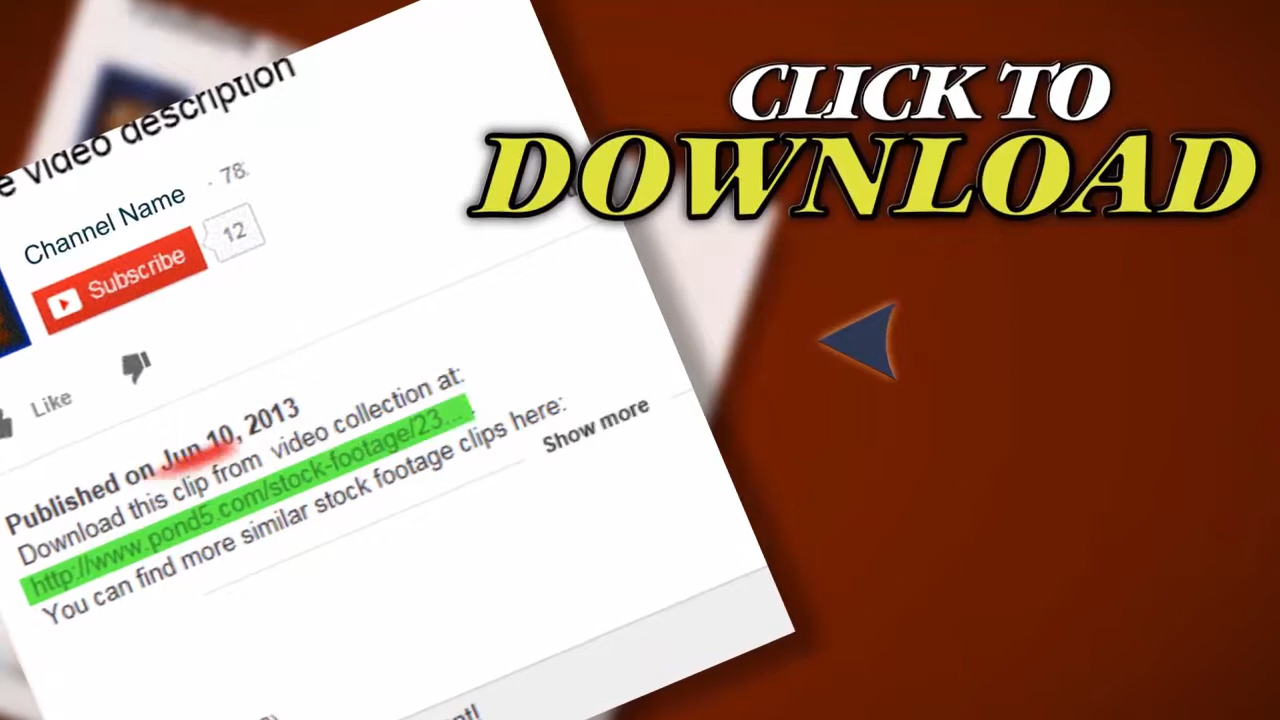 CLICK TO
DOWNLOAD
video description
Channel Name
Subscribe
12
Like
Published on Jun 10, 2013
Download this clip from video collection at:
http://www.pond5.com/stock-footage/23...
You can find more similar stock footage clips here:
Show more